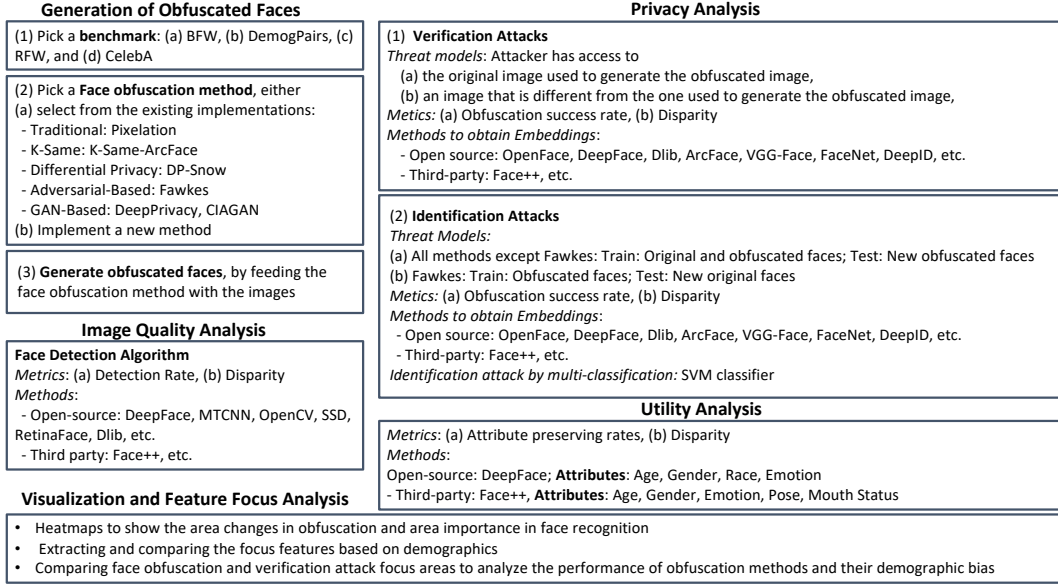 Generation of Obfuscated Faces
(1) Pick a benchmark: (a) BFW, (b) DemogPairs, (c)
RFW, and (d) CelebA
(2) Pick a Face obfuscation method, either
(a) select from the existing implementations:
- Traditional: Pixelation
- K-Same: K-Same-ArcFace
- Differential Privacy: DP-Snow
- Adversarial-Based: Fawkes
- GAN-Based: DeepPrivacy, CIAGAN
(b) Implement a new method
(3) Generate obfuscated faces, by feeding the
face obfuscation method with the images
Image Quality Analysis
Face Detection Algorithm
Metrics: (a) Detection Rate, (b) Disparity
Methods:
- Open-source: DeepFace, MTCNN, OpenCV, SSD,
RetinaFace, Dlib, etc.
- Third party: Face++, etc.
Privacy Analysis
(1) Verification Attacks
Threat models: Attacker has access to
(a) the original image used to generate the obfuscated image,
(b) an image that is different from the one used to generate the obfuscated image,
Metics: (a) Obfuscation success rate, (b) Disparity
Methods to obtain Embeddings:
- Open source: OpenFace, DeepFace, Dlib, ArcFace, VGG-Face, FaceNet, DeepID, etc.
- Third-party: Face++, etc.
(2) Identification Attacks
Threat Models:
(a) All methods except Fawkes: Train: Original and obfuscated faces; Test: New obfuscated faces
(b) Fawkes: Train: Obfuscated faces; Test: New original faces
Metics: (a) Obfuscation success rate, (b) Disparity
Methods to obtain Embeddings:
- Open source: OpenFace, DeepFace, Dlib, ArcFace, VGG-Face, FaceNet, DeepID, etc.
- Third-party: Face++, etc.
Identification attack by multi-classification: SVM classifier
Utility Analysis
Metrics: (a) Attribute preserving rates, (b) Disparity
Methods:
Open-source: DeepFace; Attributes: Age, Gender, Race, Emotion
- Third-party: Face++, Attributes: Age, Gender, Emotion, Pose, Mouth Status
Visualization and Feature Focus Analysis
• Heatmaps to show the area changes in obfuscation and area importance in face recognition
• Extracting and comparing the focus features based on demographics
• Comparing face obfuscation and verification attack focus areas to analyze the performance of obfuscation methods and their demographic bias